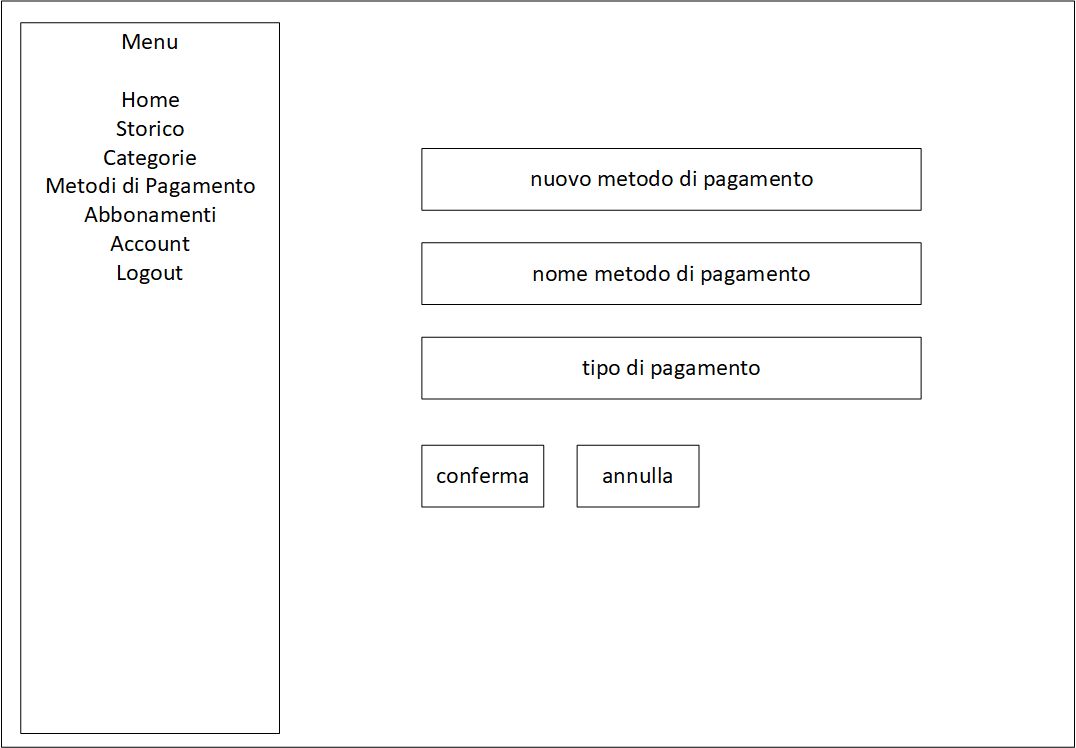 Menu
Home
Storico
Categorie
Metodi di Pagamento
Abbonamenti
Account
Logout
nuovo metodo di pagamento
nome metodo di pagamento
tipo di pagamento
conferma
annulla